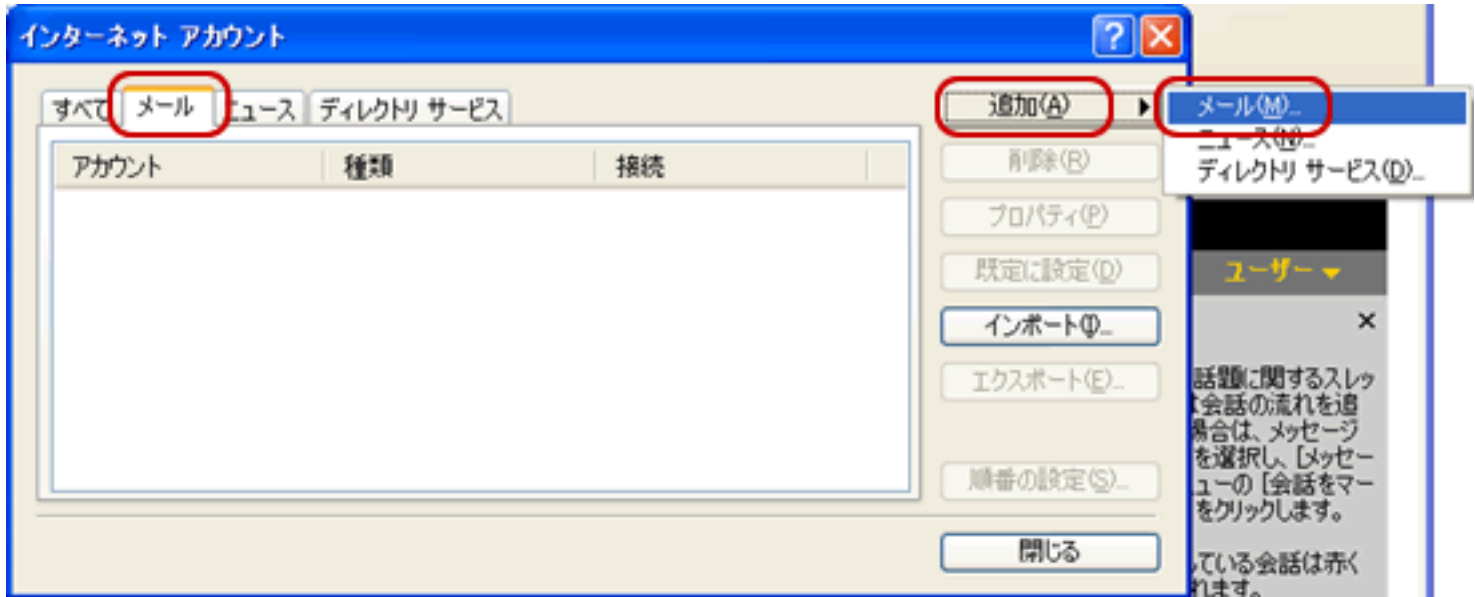 インターネット アカウント
すべて メール ニュース ディレクトリ サービス
アカウント 種類 接続
追加(A)
削除(R)
プロパティ(P)
既定に設定(D)
インポート(I)...
エクスポート(E)...
順番の設定(S)...
閉じる
メール(M)...
ニュース(N)...
ディレクトリ サービス(D)...
ユーザー
話題に関するスレッ
会話の流れを追
場合は、メッセージ
を選択し、[メッセー
ューの [会話をマー
をクリックします。
ている会話は赤く
れます。